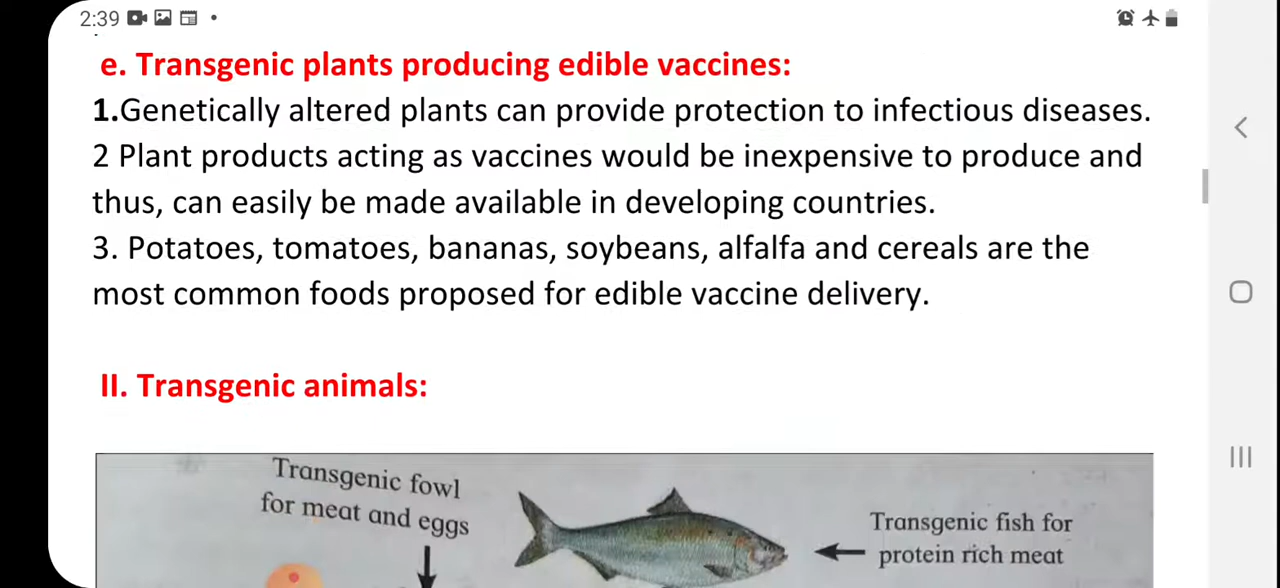 2:39
e. Transgenic plants producing edible vaccines:
1.Genetically altered plants can provide protection to infectious diseases.
2 Plant products acting as vaccines would be inexpensive to produce and
thus, can easily be made available in developing countries.
3. Potatoes, tomatoes, bananas, soybeans, alfalfa and cereals are the
most common foods proposed for edible vaccine delivery.
II. Transgenic animals:
Transgenic fowl
for meat and eggs
Transgenic fish for
protein rich meat